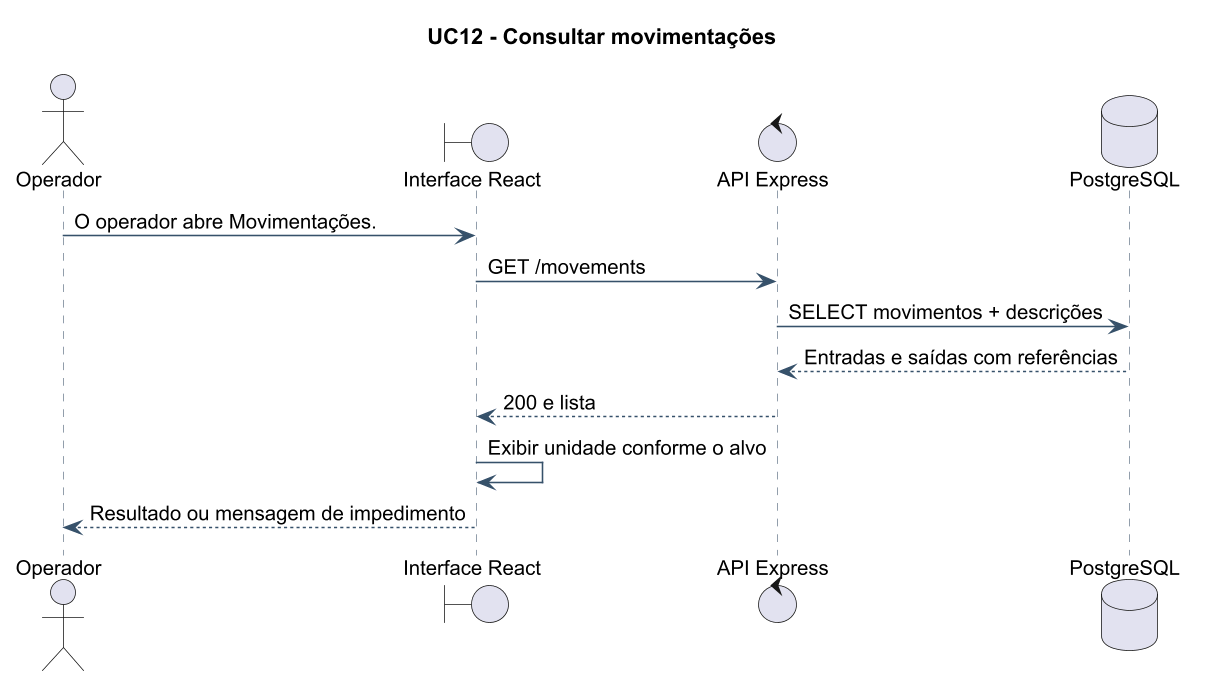 UC12 - Consultar movimentações
Operador
Interface React
API Express
PostgreSQL
O operador abre Movimentações.
GET /movements
SELECT movimentos + descrições
Entradas e saídas com referências
200 e lista
Exibir unidade conforme o alvo
Resultado ou mensagem de impedimento
Operador
Interface React
API Express
PostgreSQL